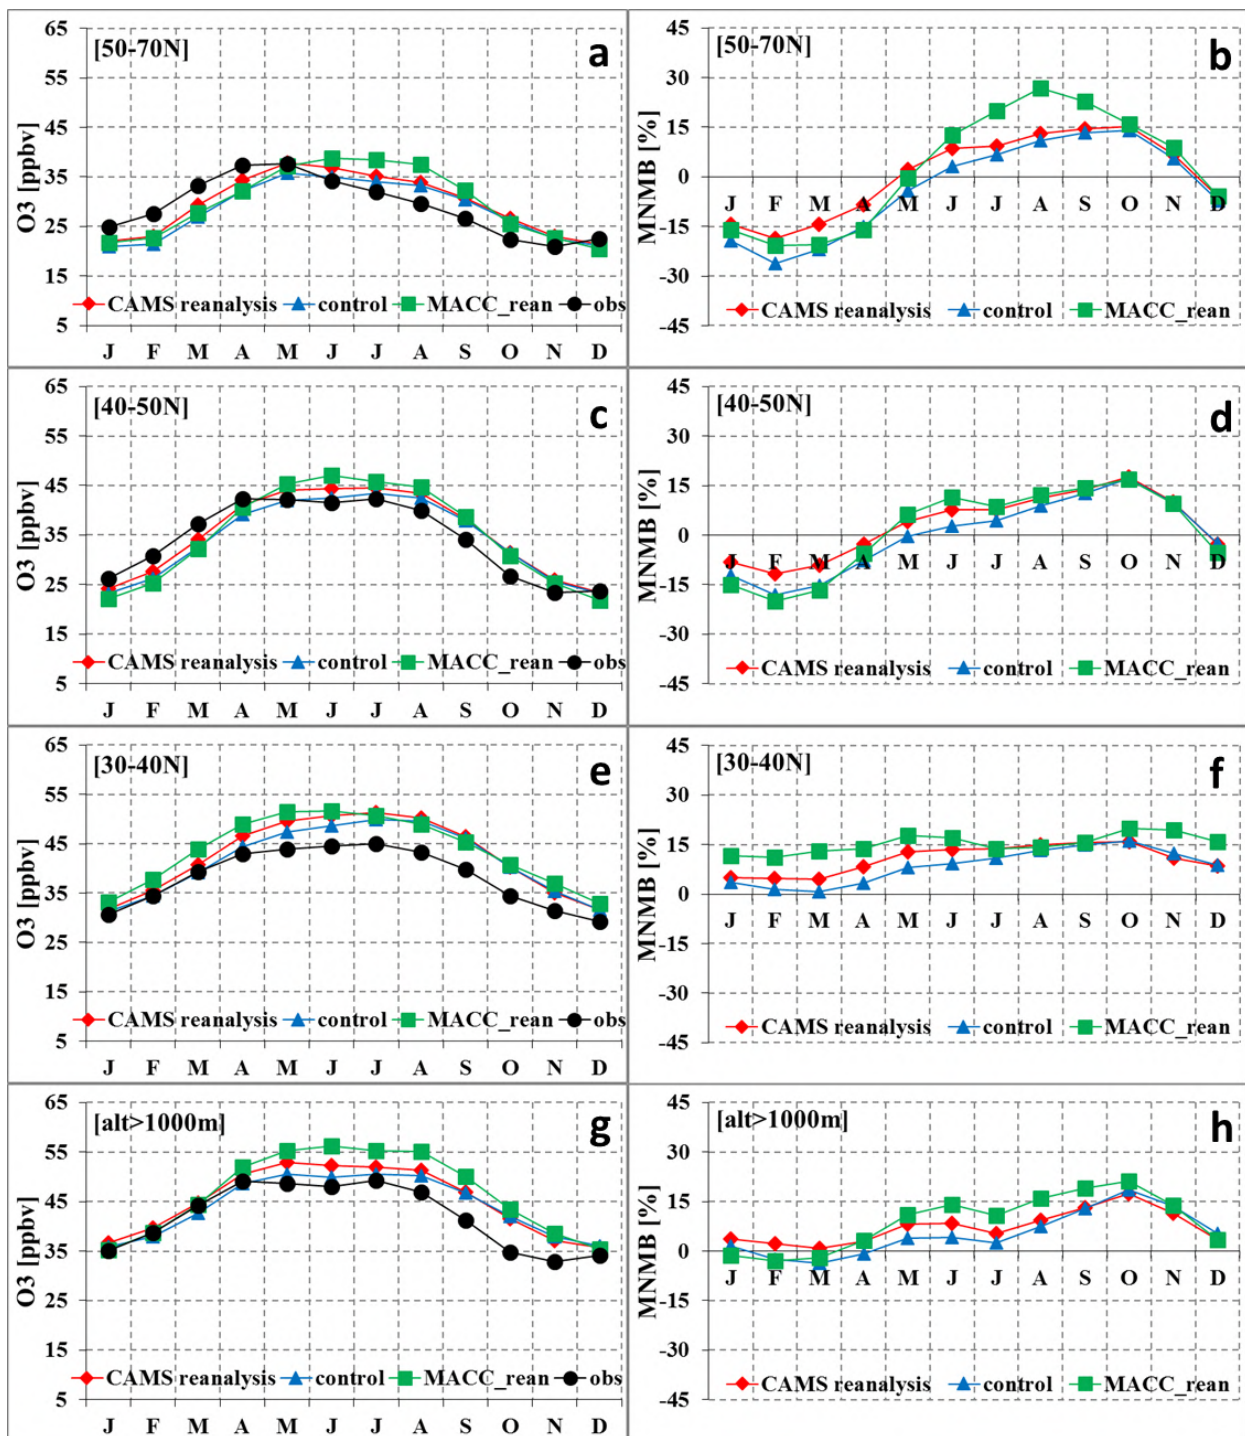 [50-70N]
a
O3 [ppbv]
65
55
45
35
25
15
5
CAMS reanalysis control MACC_rean obs
J F M A M J J A S O N D
[50-70N]
b
MNMB [%]
45
30
15
0
-15
-30
-45
J F M A M J J A S O N D
CAMS reanalysis control MACC_rean
[40-50N]
c
O3 [ppbv]
65
55
45
35
25
15
5
CAMS reanalysis control MACC_rean obs
J F M A M J J A S O N D
[40-50N]
d
MNMB [%]
45
30
15
0
-15
-30
-45
J F M A M J J A S O N D
CAMS reanalysis control MACC_rean
[30-40N]
e
O3 [ppbv]
65
55
45
35
25
15
5
CAMS reanalysis control MACC_rean obs
J F M A M J J A S O N D
[30-40N]
f
MNMB [%]
45
30
15
0
-15
-30
-45
J F M A M J J A S O N D
CAMS reanalysis control MACC_rean
[alt>1000m]
g
O3 [ppbv]
65
55
45
35
25
15
5
CAMS reanalysis control MACC_rean obs
J F M A M J J A S O N D
[alt>1000m]
h
MNMB [%]
45
30
15
0
-15
-30
-45
J F M A M J J A S O N D
CAMS reanalysis control MACC_rean